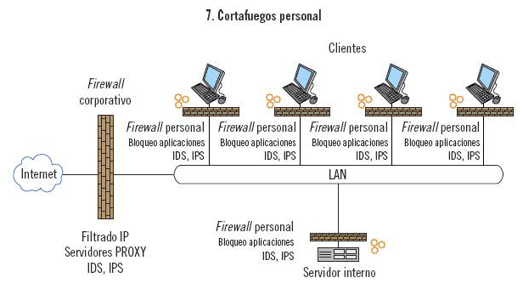 7. Cortafuegos personal
Clientes
Firewall
corporativo
Firewall personal
Bloqueo aplicaciones
IDS, IPS
Firewall personal
Bloqueo aplicaciones
IDS, IPS
Firewall personal
Bloqueo aplicaciones
IDS, IPS
Firewall personal
Bloqueo aplicaciones
IDS, IPS
Internet
LAN
Filtrado IP
Servidores PROXY
IDS, IPS
Firewall personal
Bloqueo aplicaciones
IDS, IPS
Servidor interno